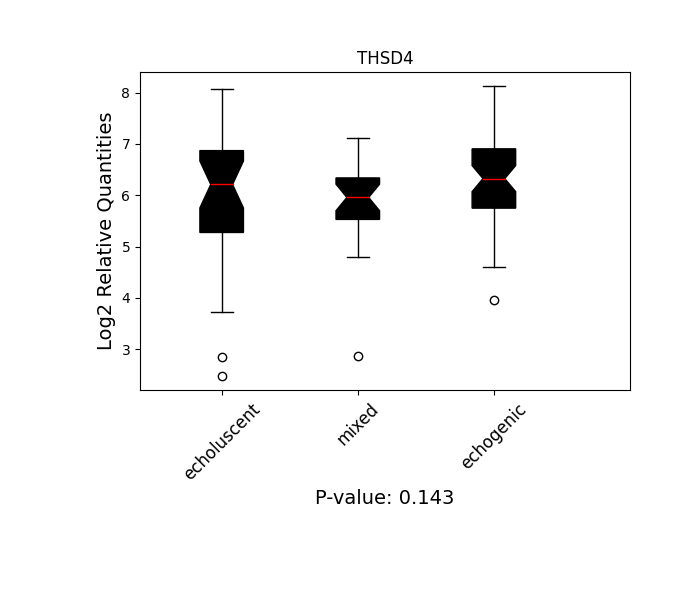 THSD4
Log2 Relative Quantities
8
7
6
5
4
3
echoluscent
mixed
echogenic
P-value: 0.143